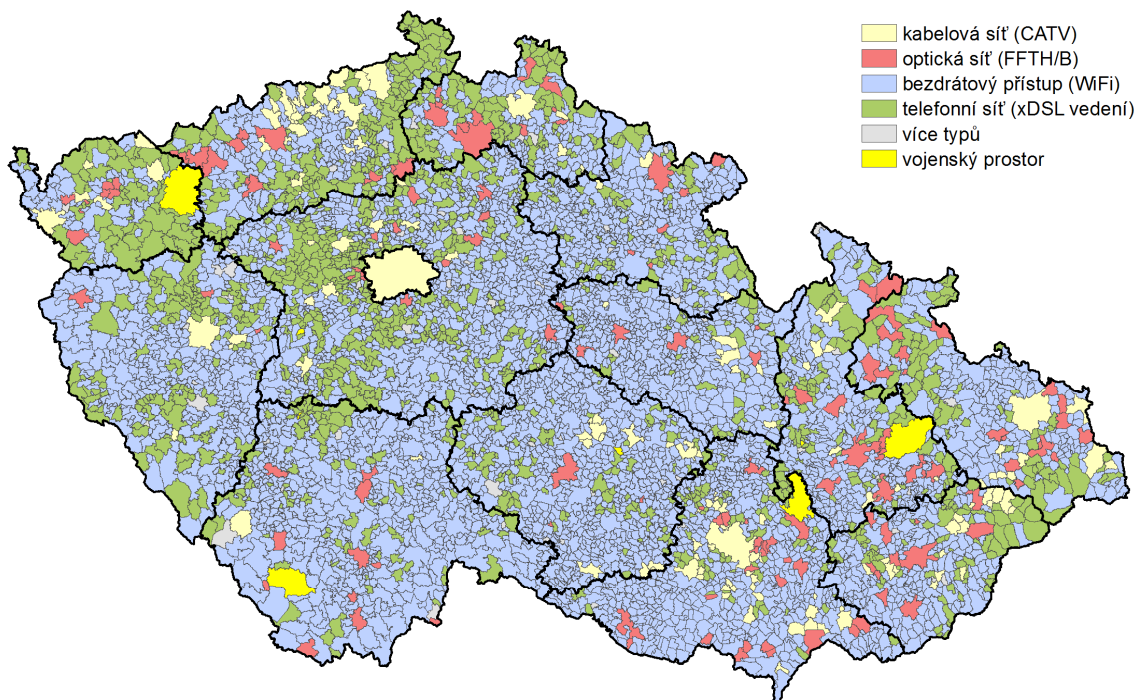 kabelová síť (CATV)
optická síť (FFTH/B)
bezdrátový přístup (WiFi)
telefonní síť (xDSL vedení)
více typů
vojenský prostor